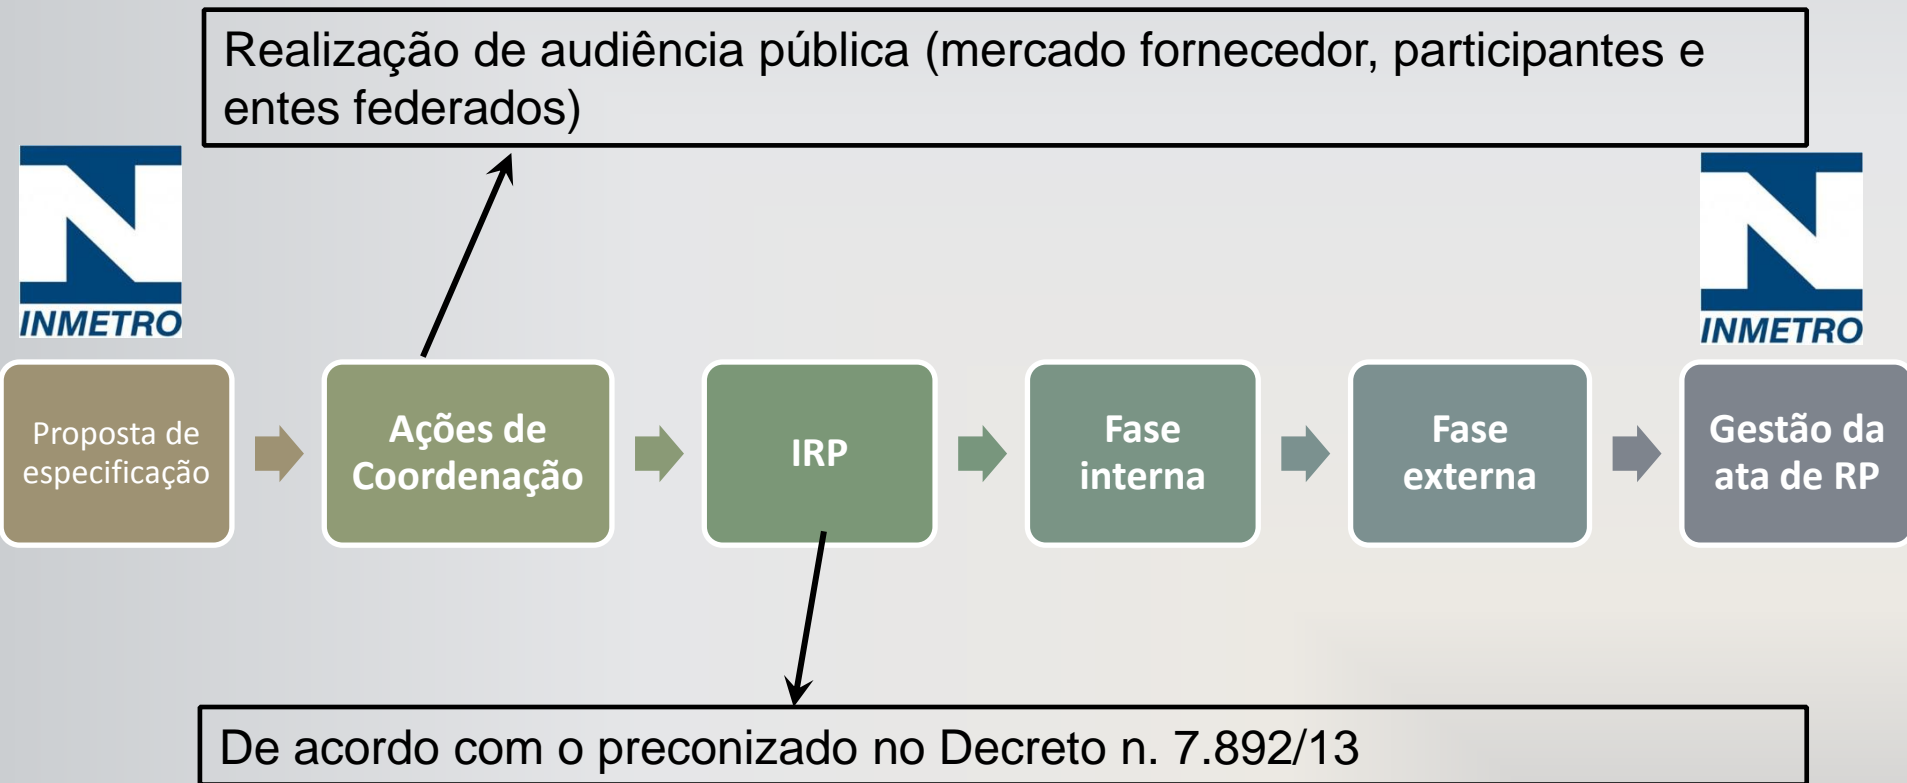 Realização de audiência pública (mercado fornecedor, participantes e
entes federados)
INMETRO
INMETRO
Proposta de
especificação
Ações de
Coordenação
IRP
Fase
interna
Fase
externa
Gestão da
ata de RP
De acordo com o preconizado no Decreto n. 7.892/13